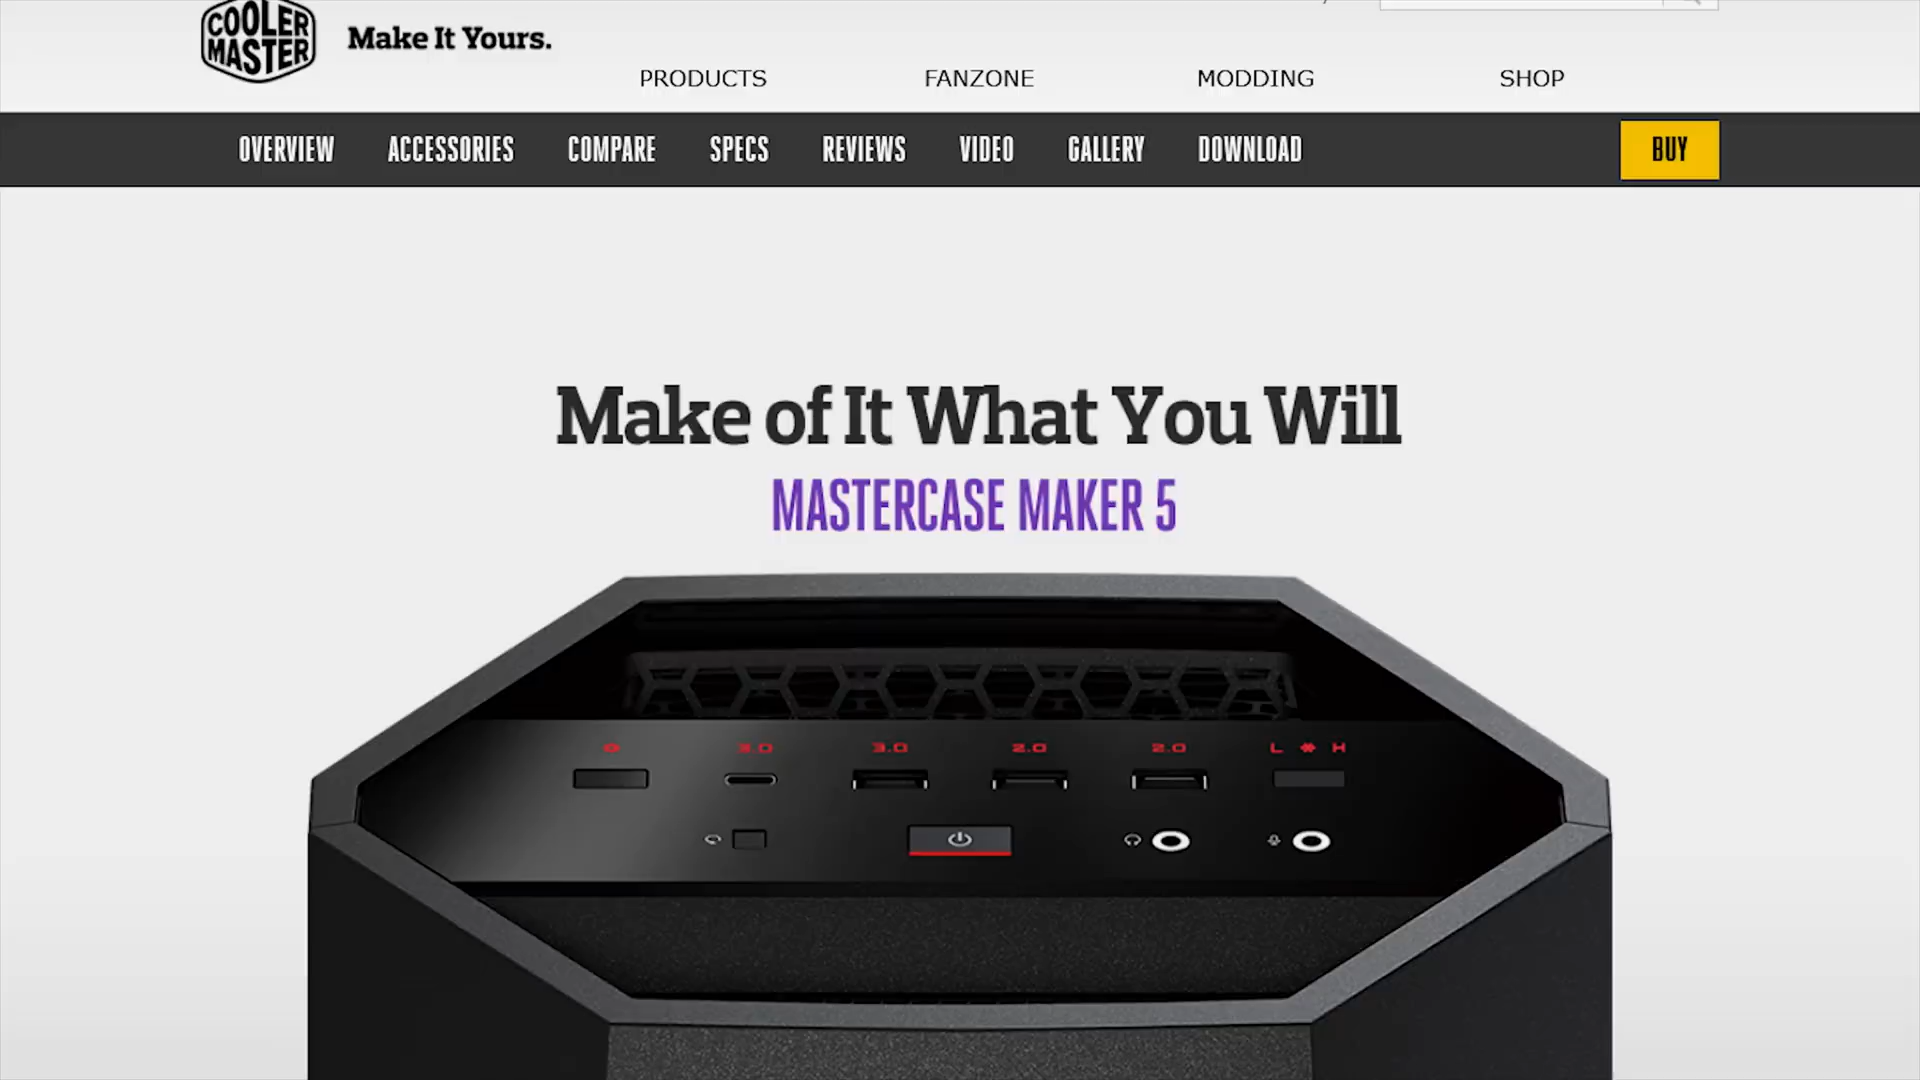 COOLER
MASTER
Make It Yours.
PRODUCTS FANZONE MODDING SHOP
OVERVIEW ACCESSORIES COMPARE SPECS REVIEWS VIDEO GALLERY DOWNLOAD BUY
Make of It What You Will
MASTERCASE MAKER 5
3.0 3.0 2.0 2.0 L H